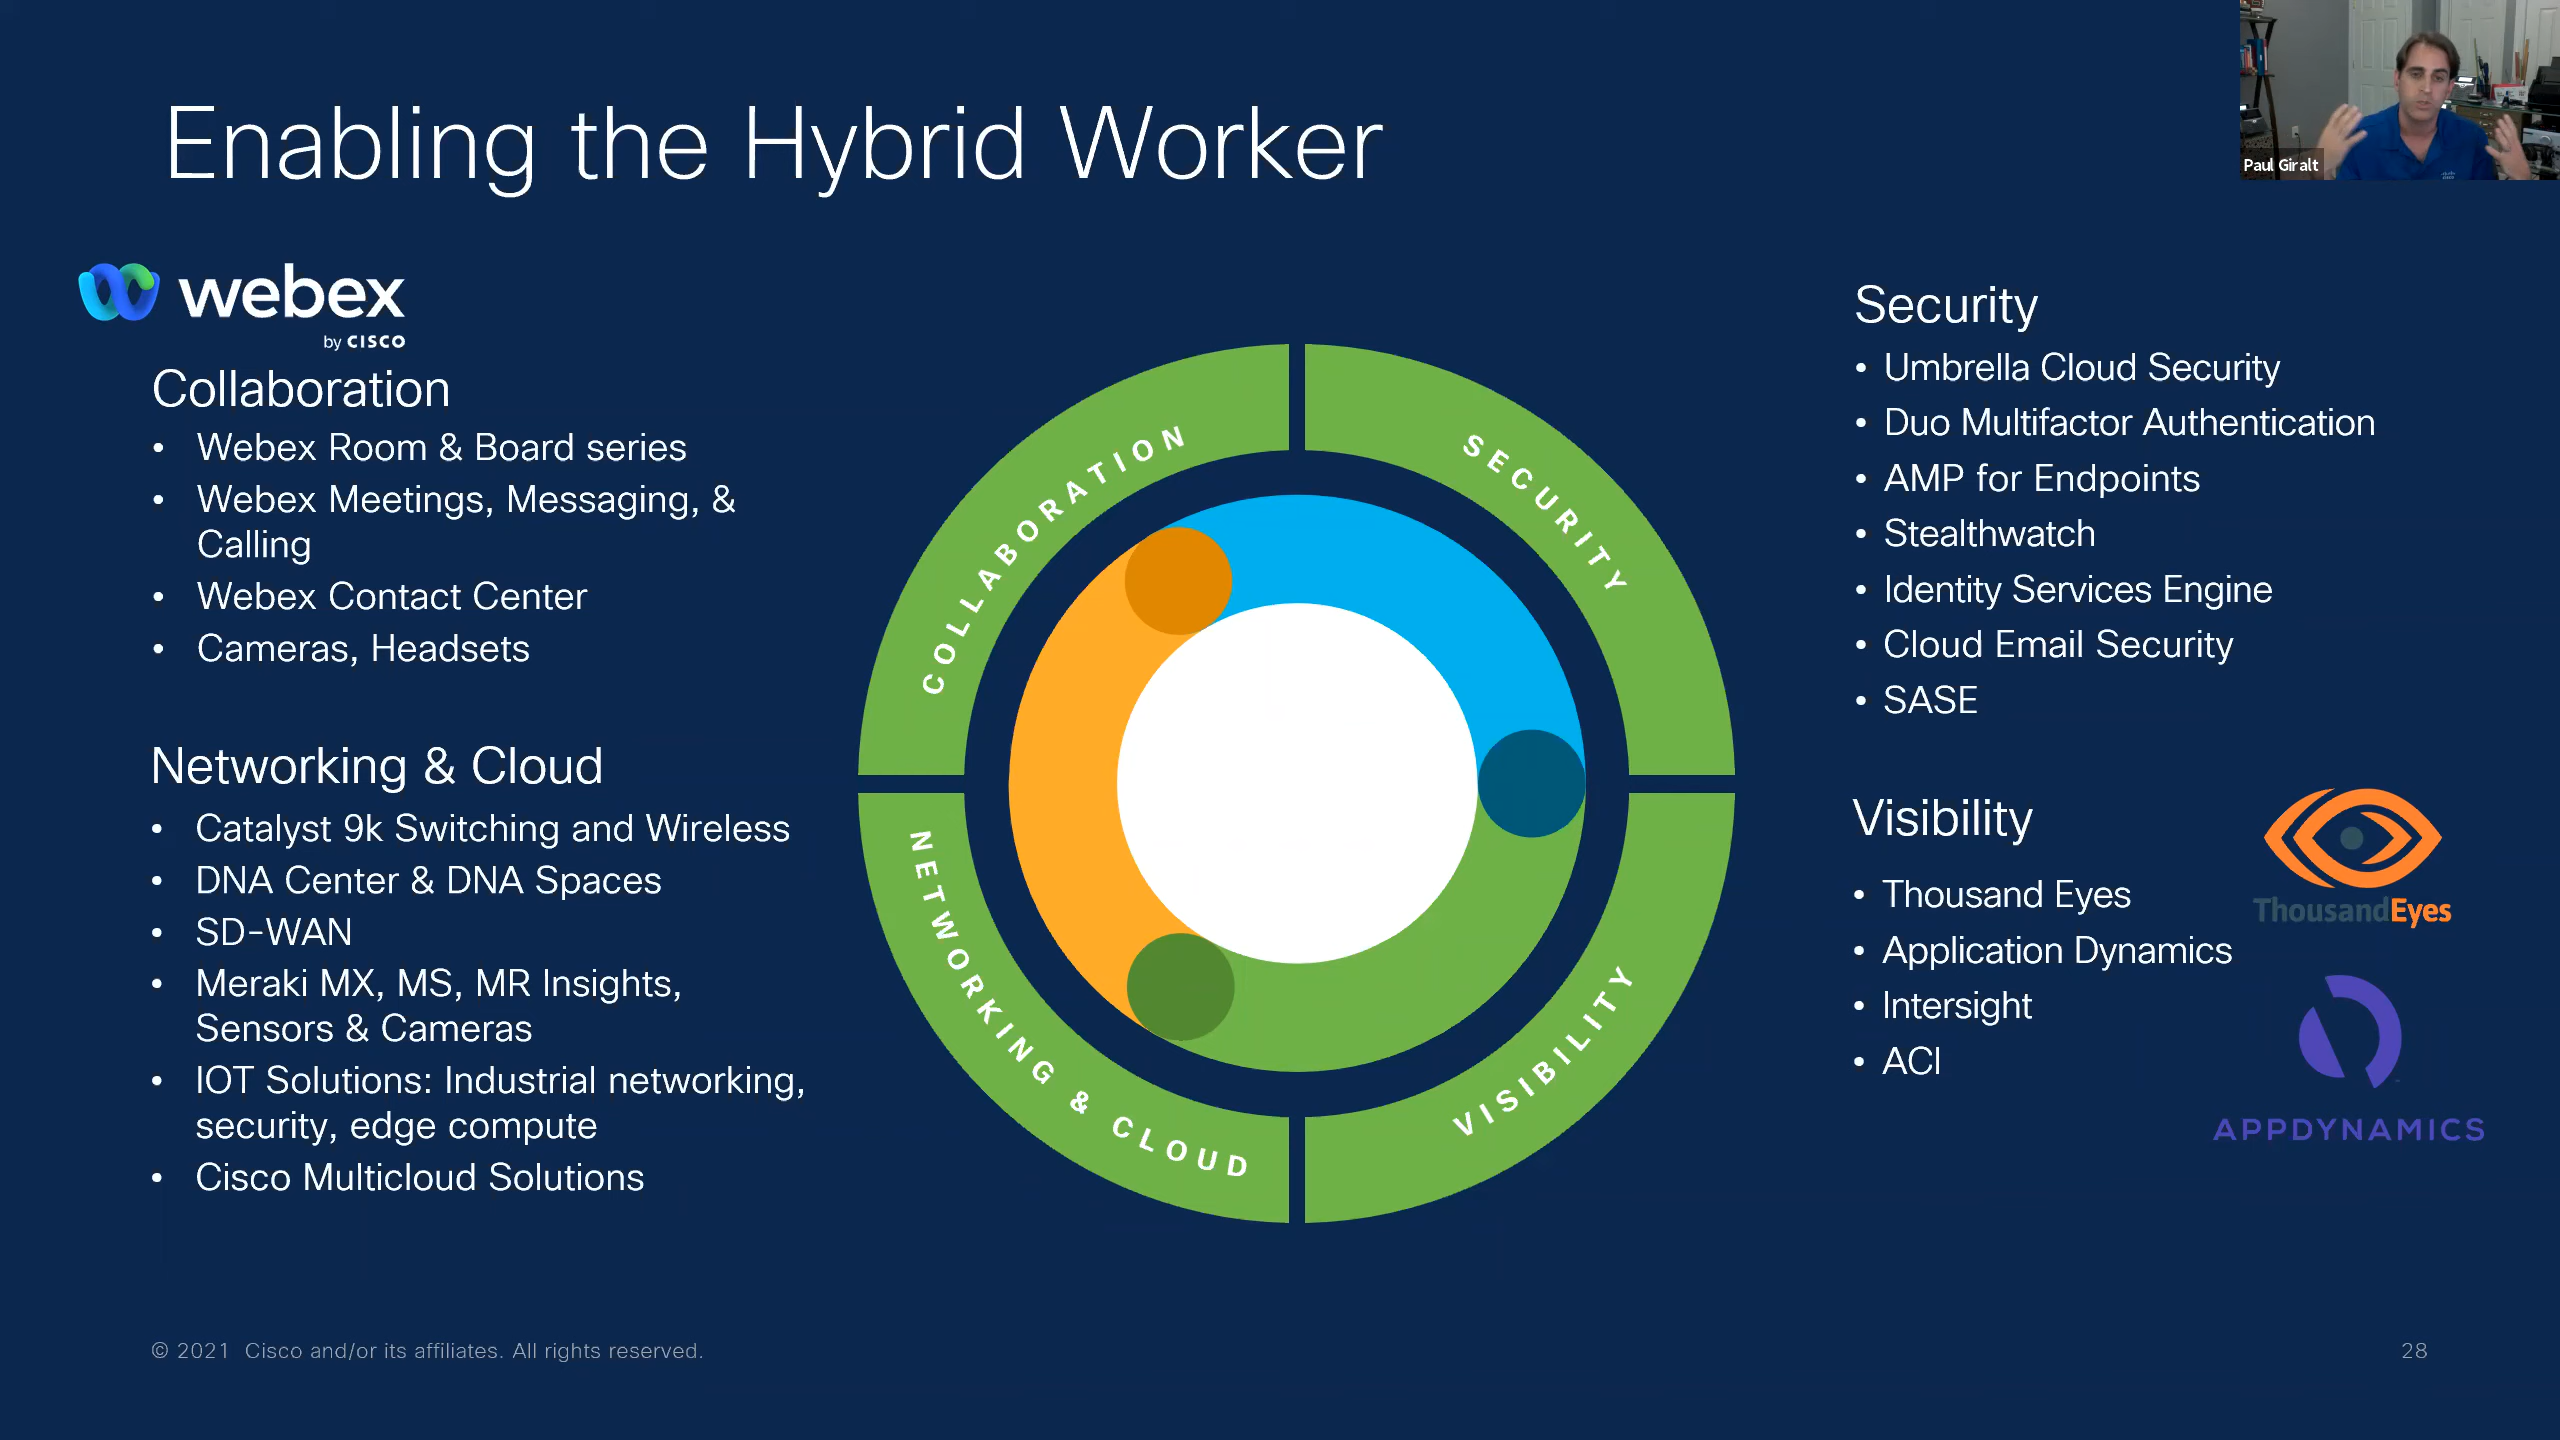 Enabling the Hybrid Worker
Paul Giralt
webex
by CISCO
Collaboration
• Webex Room & Board series
• Webex Meetings, Messaging, &
Calling
• Webex Contact Center
• Cameras, Headsets
Networking & Cloud
• Catalyst 9k Switching and Wireless
• DNA Center & DNA Spaces
• SD-WAN
• Meraki MX, MS, MR Insights,
Sensors & Cameras
• IOT Solutions: Industrial networking,
security, edge compute
• Cisco Multicloud Solutions
COLLABORATION
SECURITY
NETWORKING & CLOUD
VISIBILITY
Security
• Umbrella Cloud Security
• Duo Multifactor Authentication
• AMP for Endpoints
• Stealthwatch
• Identity Services Engine
• Cloud Email Security
• SASE
Visibility
• Thousand Eyes
• Application Dynamics
• Intersight
• ACI
ThousandEyes
APPDYNAMICS
© 2021 Cisco and/or its affiliates. All rights reserved.
28